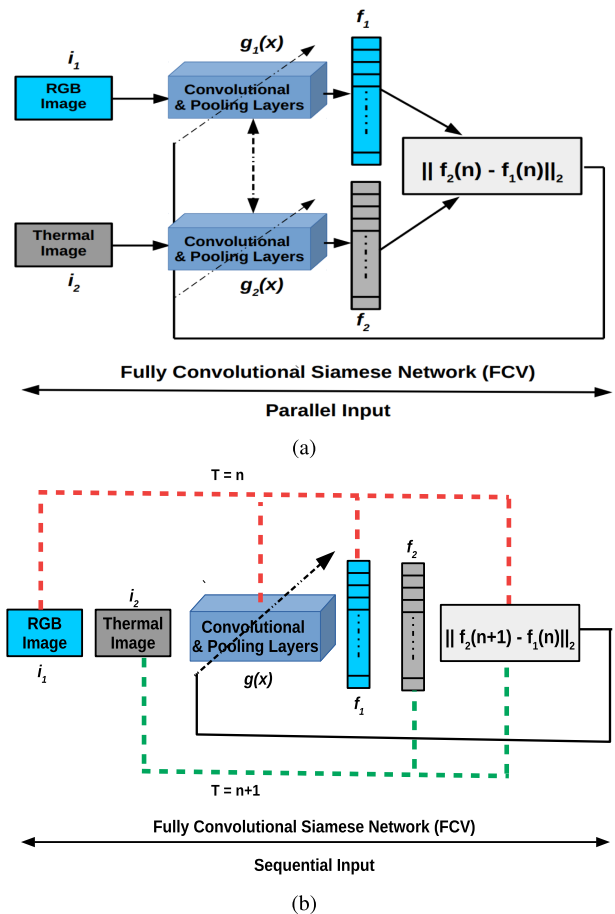 f1
g1(x)
i1
RGB
Image
Convolutional
& Pooling Layers
|| f2(n) - f1(n)||2
Thermal
Image
Convolutional
& Pooling Layers
i2
g2(x)
f2
Fully Convolutional Siamese Network (FCV)
Parallel Input
(a)
T = n
f2
i2
RGB
Image
Thermal
Image
Convolutional
& Pooling Layers
|| f2(n+1) - f1(n)||2
i1
g(x)
f1
T = n+1
Fully Convolutional Siamese Network (FCV)
Sequential Input
(b)